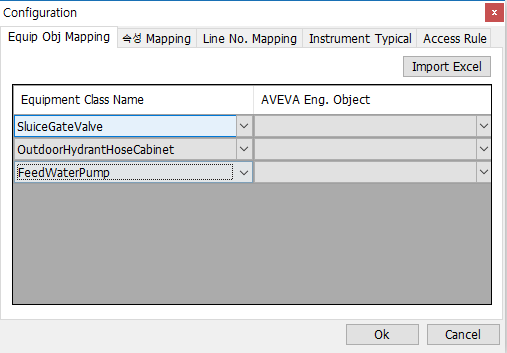 Configuration
Equip Obj Mapping 속성 Mapping Line No. Mapping Instrument Typical Access Rule
Import Excel
Equipment Class Name AVEVA Eng. Object
SluiceGateValve
OutdoorHydrantHoseCabinet
FeedWaterPump
Ok Cancel